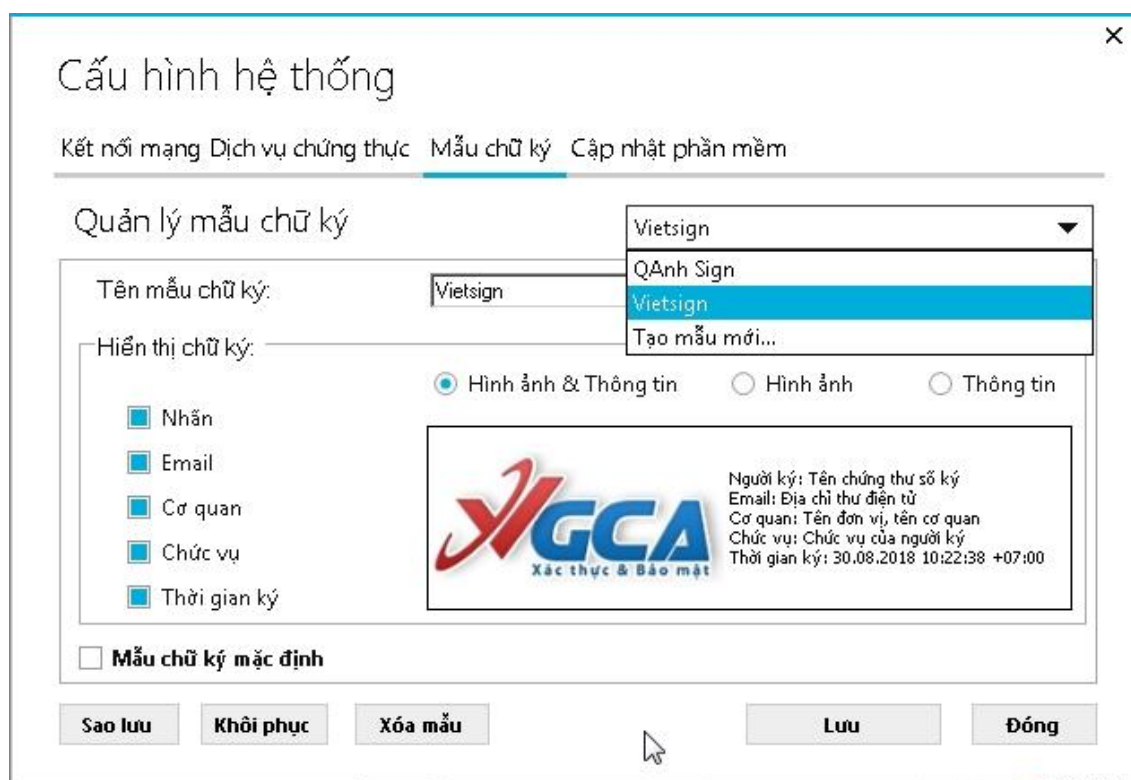 Cấu hình hệ thống
Kết nối mạng Dịch vụ chứng thực Mẫu chữ ký Cập nhật phần mềm
Quản lý mẫu chữ ký
Vietsign
QAnh Sign
Vietsign
Tạo mẫu mới...
Tên mẫu chữ ký:
Vietsign
Hiển thị chữ ký:
Hình ảnh & Thông tin Hình ảnh Thông tin
Nhãn
Email
Cơ quan
Chức vụ
Thời gian ký
VGCA
Xác thực & Bảo mật
Người ký: Tên chứng thư số ký
Email: Địa chỉ thư điện tử
Cơ quan: Tên đơn vị, tên cơ quan
Chức vụ: Chức vụ của người ký
Thời gian ký: 30.08.2018 10:22:38 +07:00
Mẫu chữ ký mặc định
Sao lưu Khôi phục Xóa mẫu Lưu Đóng